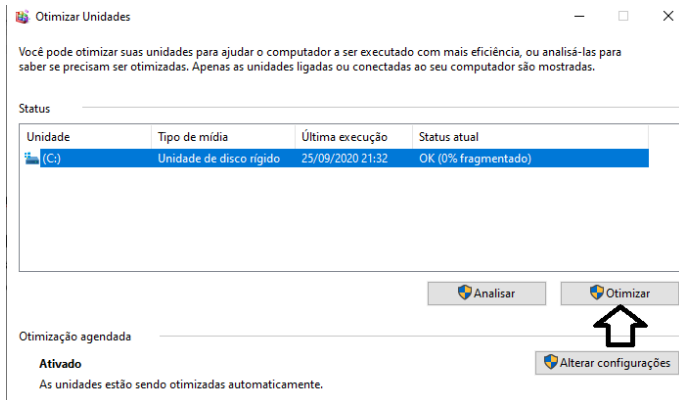 Otimizar Unidades
Você pode otimizar suas unidades para ajudar o computador a ser executado com mais eficiência, ou analisá-las para
saber se precisam ser otimizadas. Apenas as unidades ligadas ou conectadas ao seu computador são mostradas.
Status
Unidade Tipo de mídia Última execução Status atual
(C:) Unidade de disco rígido 25/09/2020 21:32 OK (0% fragmentado)
Analisar Otimizar
Otimização agendada
Ativado Alterar configurações
As unidades estão sendo otimizadas automaticamente.